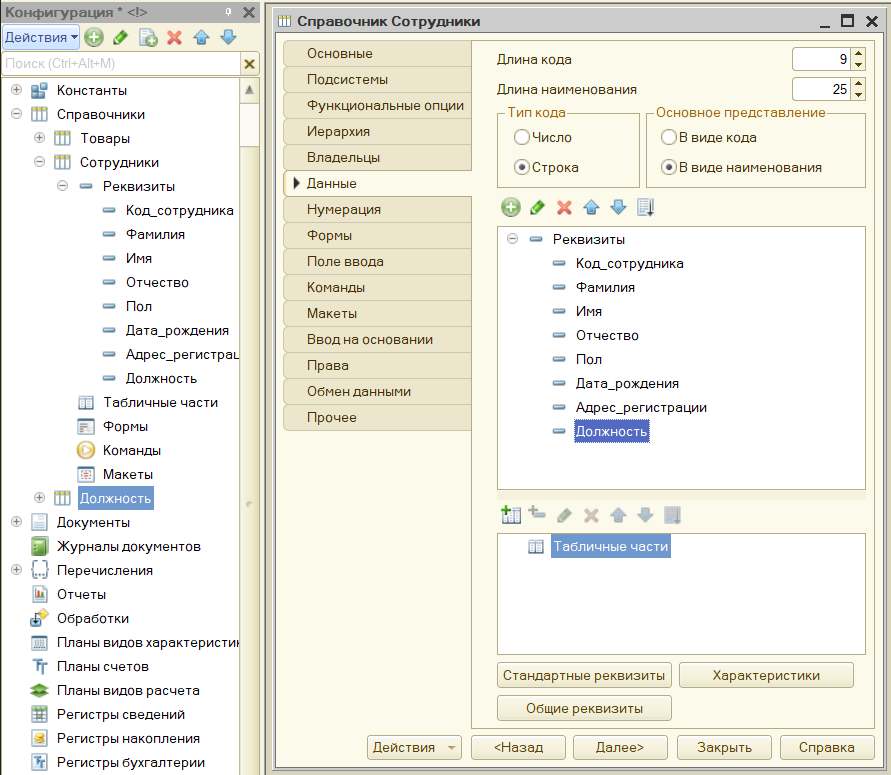 Конфигурация * <!>
Действия
Поиск (Ctrl+Alt+M)
Константы
Справочники
Товары
Сотрудники
Реквизиты
Код_сотрудника
Фамилия
Имя
Отчество
Пол
Дата_рождения
Адрес_регистрац
Должность
Табличные части
Формы
Команды
Макеты
Должность
Документы
Журналы документов
Перечисления
Отчеты
Обработки
Планы видов характеристик
Планы счетов
Планы видов расчета
Регистры сведений
Регистры накопления
Регистры бухгалтерии
Справочник Сотрудники
Основные
Подсистемы
Функциональные опции
Иерархия
Владельцы
Данные
Нумерация
Формы
Поле ввода
Команды
Макеты
Ввод на основании
Права
Обмен данными
Прочее
Длина кода 9
Длина наименования 25
Тип кода
Число
Строка
Основное представление
В виде кода
В виде наименования
Реквизиты
Код_сотрудника
Фамилия
Имя
Отчество
Пол
Дата_рождения
Адрес_регистрации
Должность
Табличные части
Стандартные реквизиты Характеристики
Общие реквизиты
Действия <Назад Далее> Закрыть Справка